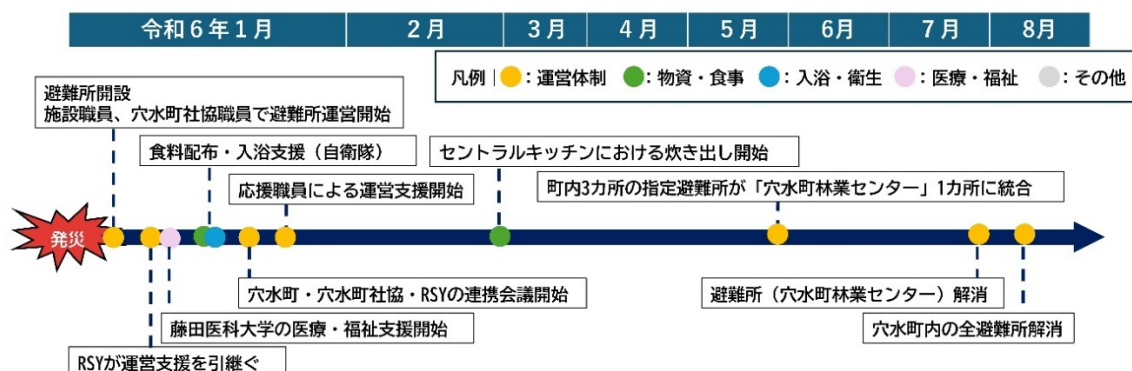 令和6年1月 2月 3月 4月 5月 6月 7月 8月
凡例 ：運営体制 ：物資・食事 ：入浴・衛生 ：医療・福祉 ：その他
避難所開設
施設職員、穴水町社協職員で避難所運営開始
食料配布・入浴支援（自衛隊）
セントラルキッチンにおける炊き出し開始
応援職員による運営支援開始
町内3カ所の指定避難所が「穴水町林業センター」1カ所に統合
発災
穴水町・穴水町社協・RSYの連携会議開始
避難所（穴水町林業センター）解消
藤田医科大学の医療・福祉支援開始
穴水町内の全避難所解消
RSYが運営支援を引継ぐ